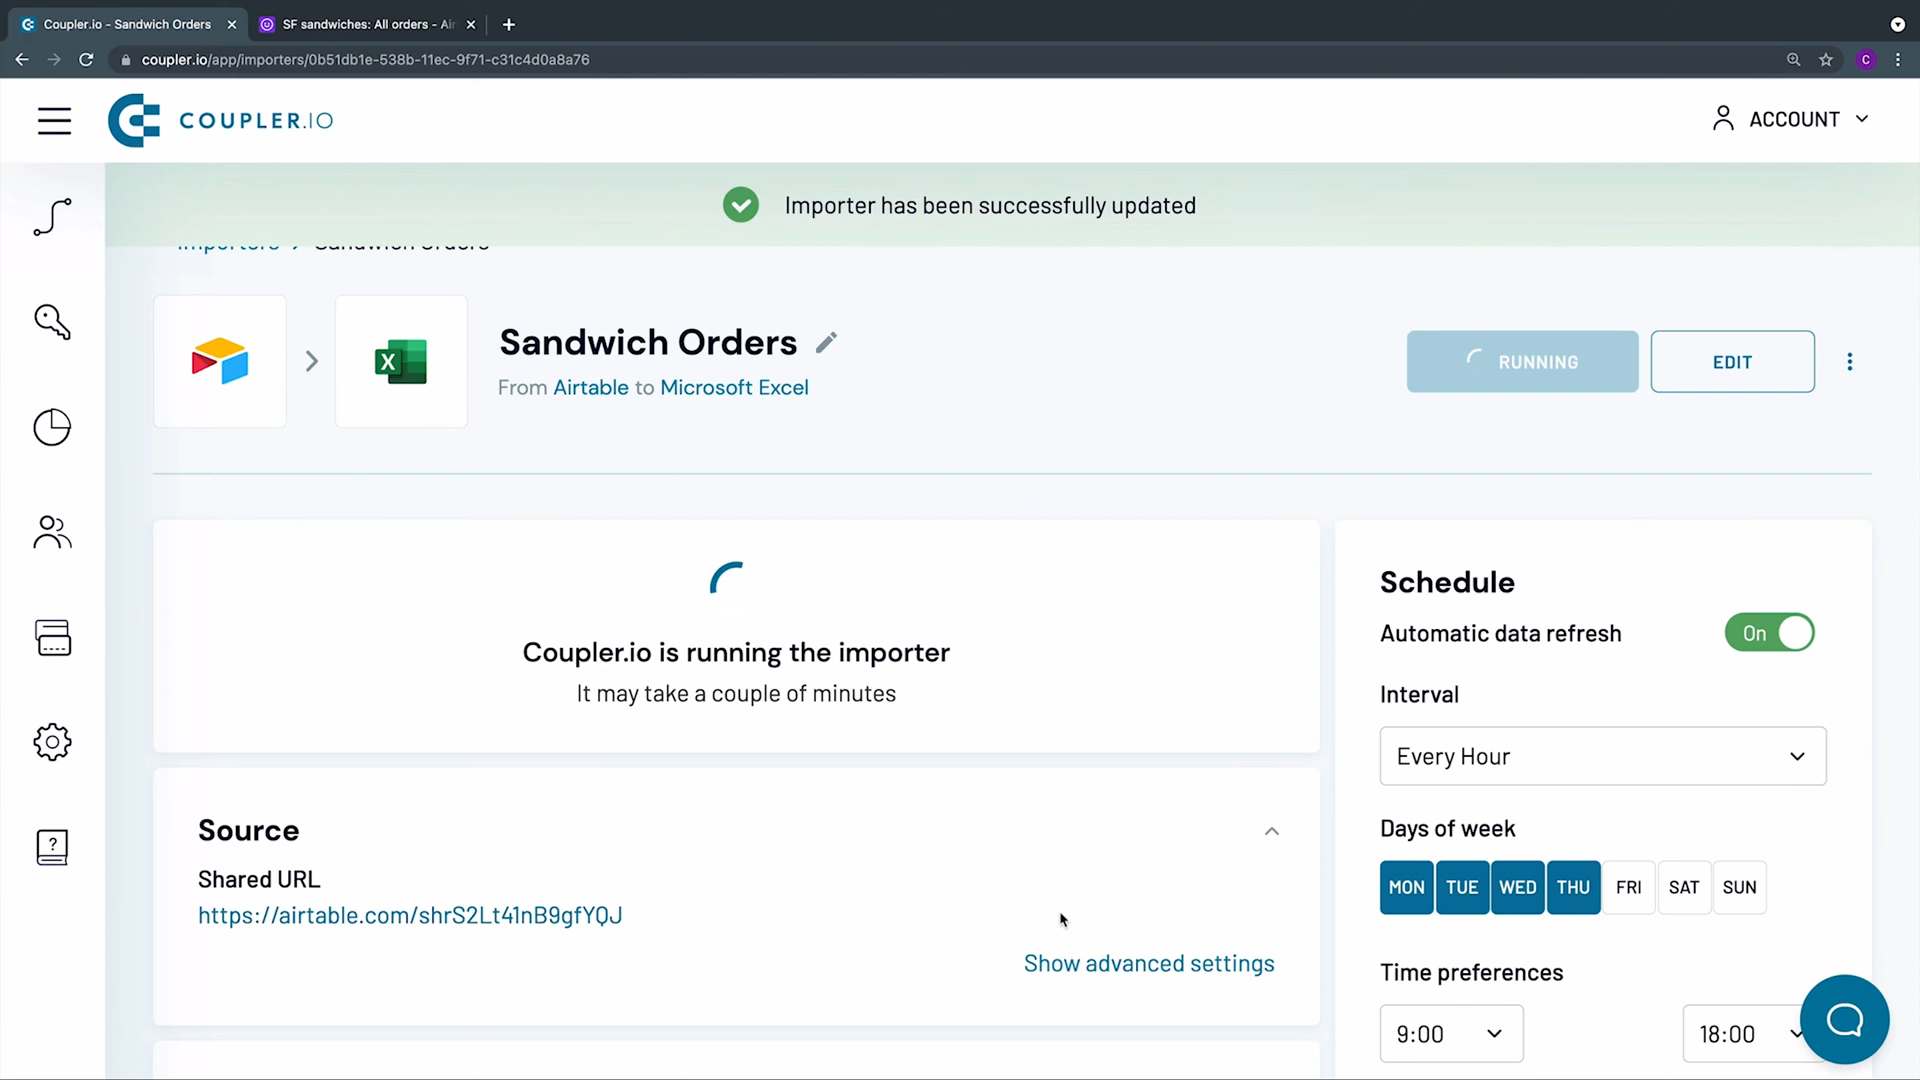 Coupler.io - Sandwich Orders
SF sandwiches: All orders - Air
coupler.io/app/importers/0b51db1e-538b-11ec-9f71-c31c4d0a8a76
C
COUPLER.IO
ACCOUNT
Importer has been successfully updated
Importers > Sandwich Orders
X
Sandwich Orders
From Airtable to Microsoft Excel
RUNNING
EDIT
Coupler.io is running the importer
It may take a couple of minutes
Source
Shared URL
https://airtable.com/shrS2Lt41nB9gfYQJ
Show advanced settings
Schedule
Automatic data refresh
On
Interval
Every Hour
Days of week
MON TUE WED THU FRI SAT SUN
Time preferences
9:00
18:00